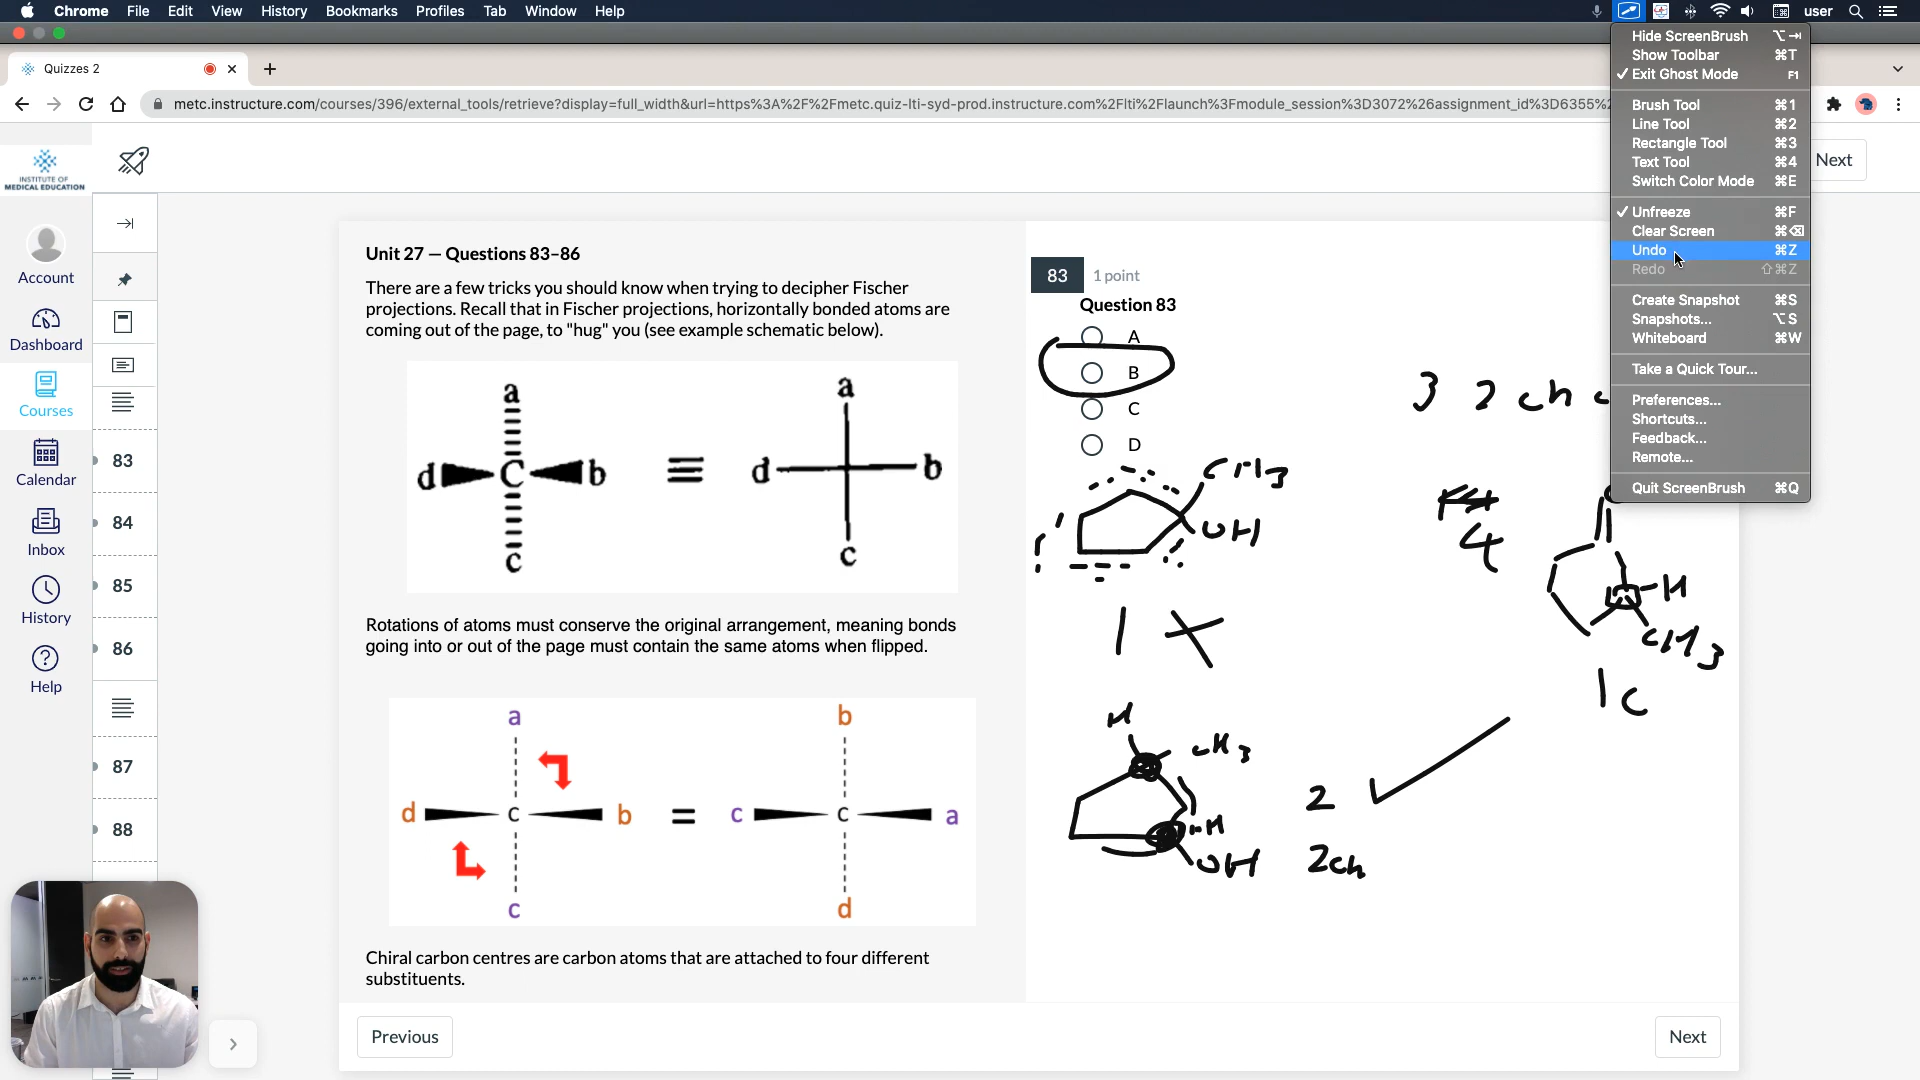 Chrome File Edit View History Bookmarks Profiles Tab Window Help user
Quizzes 2
metc.instructure.com/courses/396/external_tools/retrieve?display=full_width&url=https%3A%2F%2Fmetc.quiz-lti-syd-prod.instructure.com%2Flti%2Flaunch%3Fmodule_session%3D3072%26assignment_id%3D6355%2
Hide ScreenBrush ⌥⇥
Show Toolbar ⌘T
✓ Exit Ghost Mode F1
Brush Tool ⌘1
Line Tool ⌘2
Rectangle Tool ⌘3
Text Tool ⌘4
Switch Color Mode ⌘E
✓ Unfreeze ⌘F
Clear Screen ⌘⌫
Undo ⌘Z
Redo ⇧⌘Z
Create Snapshot ⌘S
Snapshots... ⌥S
Whiteboard ⌘W
Take a Quick Tour...
Preferences...
Shortcuts...
Feedback...
Remote...
Quit ScreenBrush ⌘Q
INSTITUTE OF
MEDICAL EDUCATION
Account
Dashboard
Courses
Calendar
Inbox
History
Help
83
84
85
86
87
88
Next
Unit 27 — Questions 83–86
There are a few tricks you should know when trying to decipher Fischer
projections. Recall that in Fischer projections, horizontally bonded atoms are
coming out of the page, to "hug" you (see example schematic below).
a a
d C b ≡ d b
c c
Rotations of atoms must conserve the original arrangement, meaning bonds
going into or out of the page must contain the same atoms when flipped.
a b
d C b = c C a
c d
Chiral carbon centres are carbon atoms that are attached to four different
substituents.
Previous
Next
83 1 point
Question 83
A
B
C
D
3 2 ch c
CH3
OH
4
H
CH3
1 X
1 C
H
CH3
H
OH
2 ✓
2ch